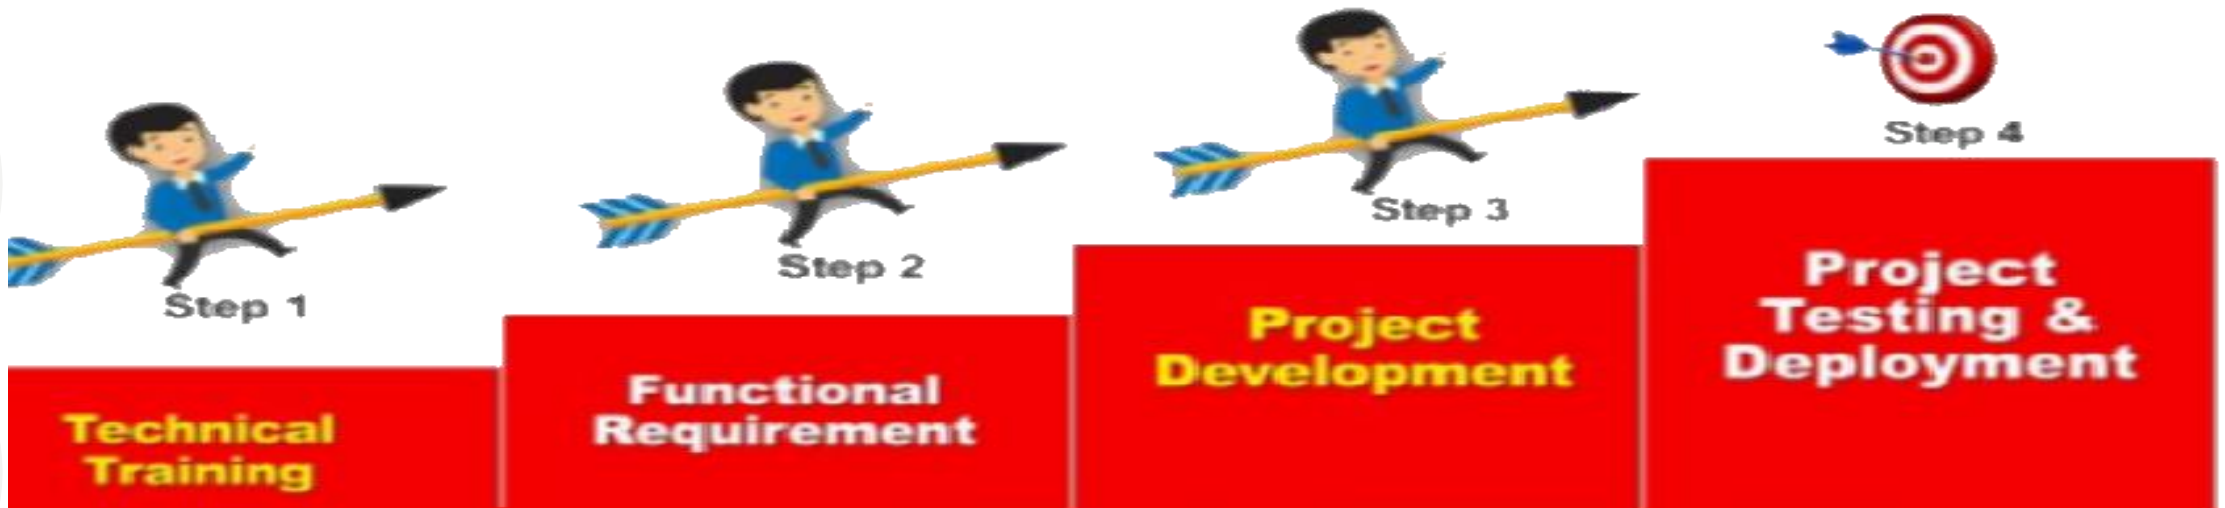 Step 1
Technical
Training
Step 2
Functional
Requirement
Step 3
Project
Development
Step 4
Project
Testing &
Deployment